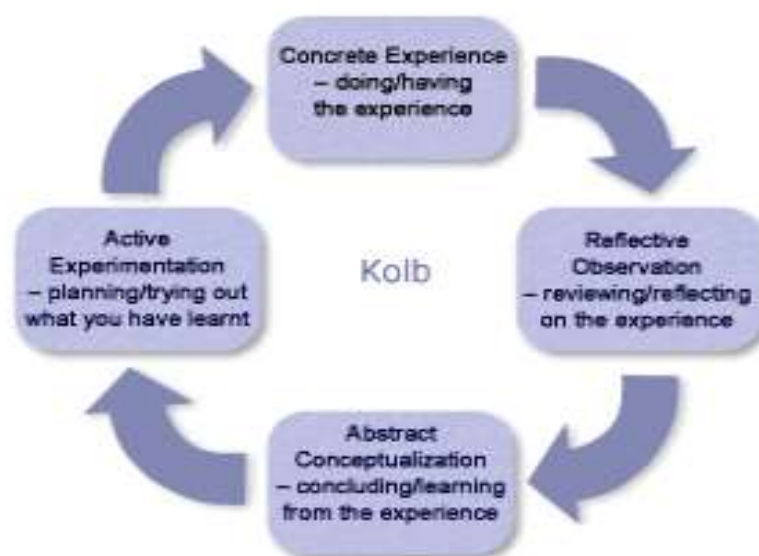 Concrete Experience
– doing/having
the experience
Reflective
Observation
– reviewing/reflecting
on the experience
Abstract
Conceptualization
– concluding/learning
from the experience
Active
Experimentation
– planning/trying out
what you have learnt
Kolb